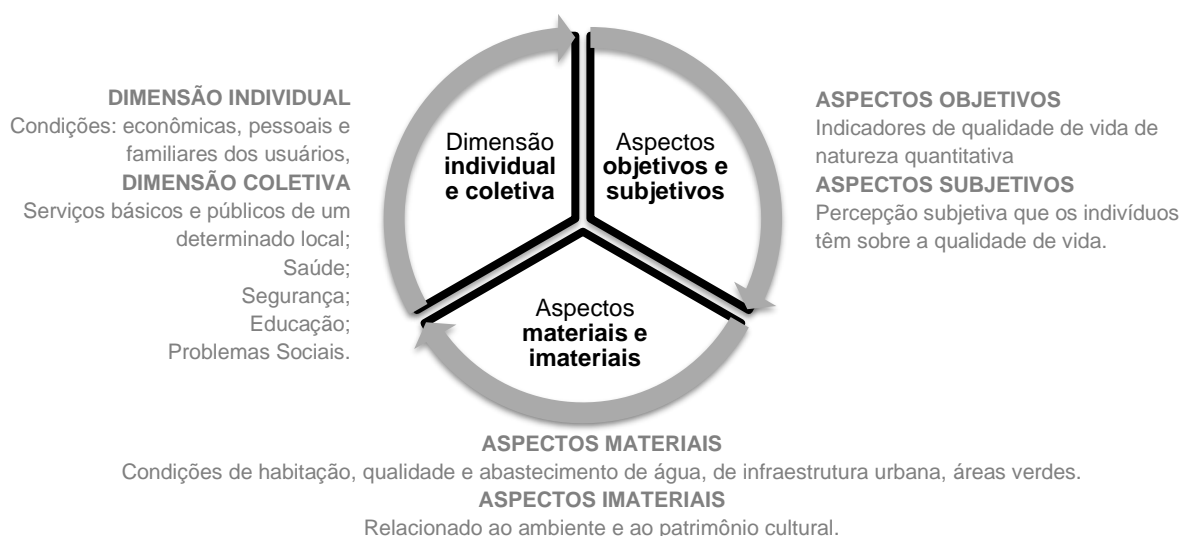 DIMENSÃO INDIVIDUAL
Condições: econômicas, pessoais e
familiares dos usuários,
DIMENSÃO COLETIVA
Serviços básicos e públicos de um
determinado local;
Saúde;
Segurança;
Educação;
Problemas Sociais.
Dimensão
individual
e coletiva
Aspectos
objetivos e
subjetivos
ASPECTOS OBJETIVOS
Indicadores de qualidade de vida de
natureza quantitativa
ASPECTOS SUBJETIVOS
Percepção subjetiva que os indivíduos
têm sobre a qualidade de vida.
Aspectos
materiais e
imateriais
ASPECTOS MATERIAIS
Condições de habitação, qualidade e abastecimento de água, de infraestrutura urbana, áreas verdes.
ASPECTOS IMATERIAIS
Relacionado ao ambiente e ao patrimônio cultural.